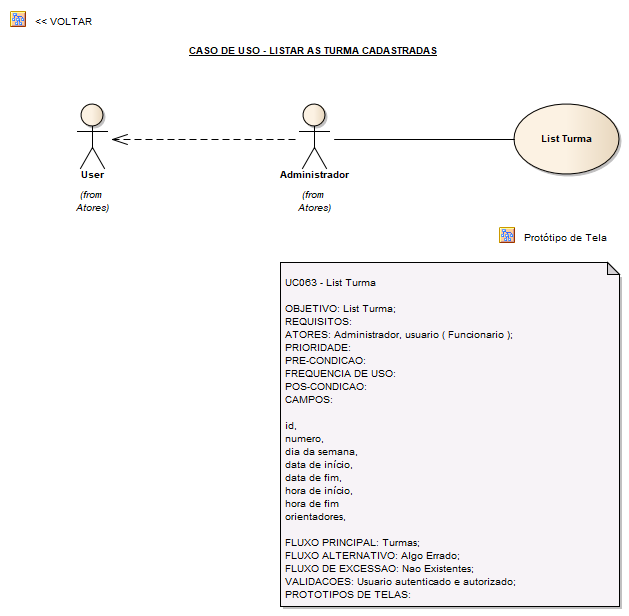 << VOLTAR
CASO DE USO - LISTAR AS TURMA CADASTRADAS
List Turma
User
Administrador
(from
Atores)
(from
Atores)
Protótipo de Tela
UC063 - List Turma
OBJETIVO: List Turma;
REQUISITOS:
ATORES: Administrador, usuario ( Funcionario );
PRIORIDADE:
PRE-CONDICAO:
FREQUENCIA DE USO:
POS-CONDICAO:
CAMPOS:
id,
numero,
dia da semana,
data de início,
data de fim,
hora de início,
hora de fim
orientadores,
FLUXO PRINCIPAL: Turmas;
FLUXO ALTERNATIVO: Algo Errado;
FLUXO DE EXCESSAO: Nao Existentes;
VALIDACOES: Usuario autenticado e autorizado;
PROTOTIPOS DE TELAS: